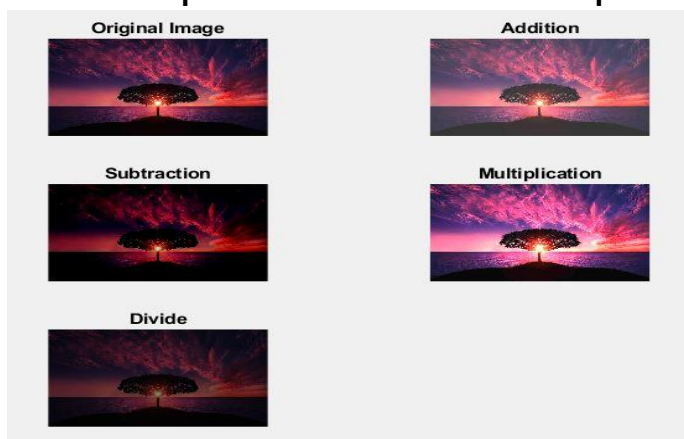 Original Image
Addition
Subtraction
Multiplication
Divide